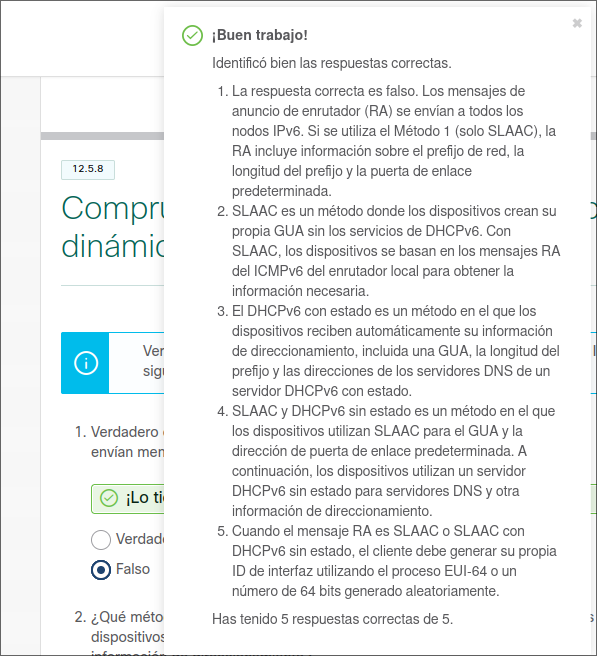 ¡Buen trabajo!
Identificó bien las respuestas correctas.
1. La respuesta correcta es falso. Los mensajes de
anuncio de enrutador (RA) se envían a todos los
nodos IPv6. Si se utiliza el Método 1 (solo SLAAC), la
RA incluye información sobre el prefijo de red, la
longitud del prefijo y la puerta de enlace
predeterminada.
2. SLAAC es un método donde los dispositivos crean su
propia GUA sin los servicios de DHCPv6. Con
SLAAC, los dispositivos se basan en los mensajes RA
del ICMPv6 del enrutador local para obtener la
información necesaria.
3. El DHCPv6 con estado es un método en el que los
dispositivos reciben automáticamente su información
de direccionamiento, incluida una GUA, la longitud del
prefijo y las direcciones de los servidores DNS de un
servidor DHCPv6 con estado.
4. SLAAC y DHCPv6 sin estado es un método en el que
los dispositivos utilizan SLAAC para el GUA y la
dirección de puerta de enlace predeterminada. A
continuación, los dispositivos utilizan un servidor
DHCPv6 sin estado para servidores DNS y otra
información de direccionamiento.
5. Cuando el mensaje RA es SLAAC o SLAAC con
DHCPv6 sin estado, el cliente debe generar su propia
ID de interfaz utilizando el proceso EUI-64 o un
número de 64 bits generado aleatoriamente.
Has tenido 5 respuestas correctas de 5.
12.5.8
Compru
dinámic
Ver
sigu
1. Verdadero
envían men
¡Lo tie
Verdad
Falso
2. ¿Qué méto
dispositivos